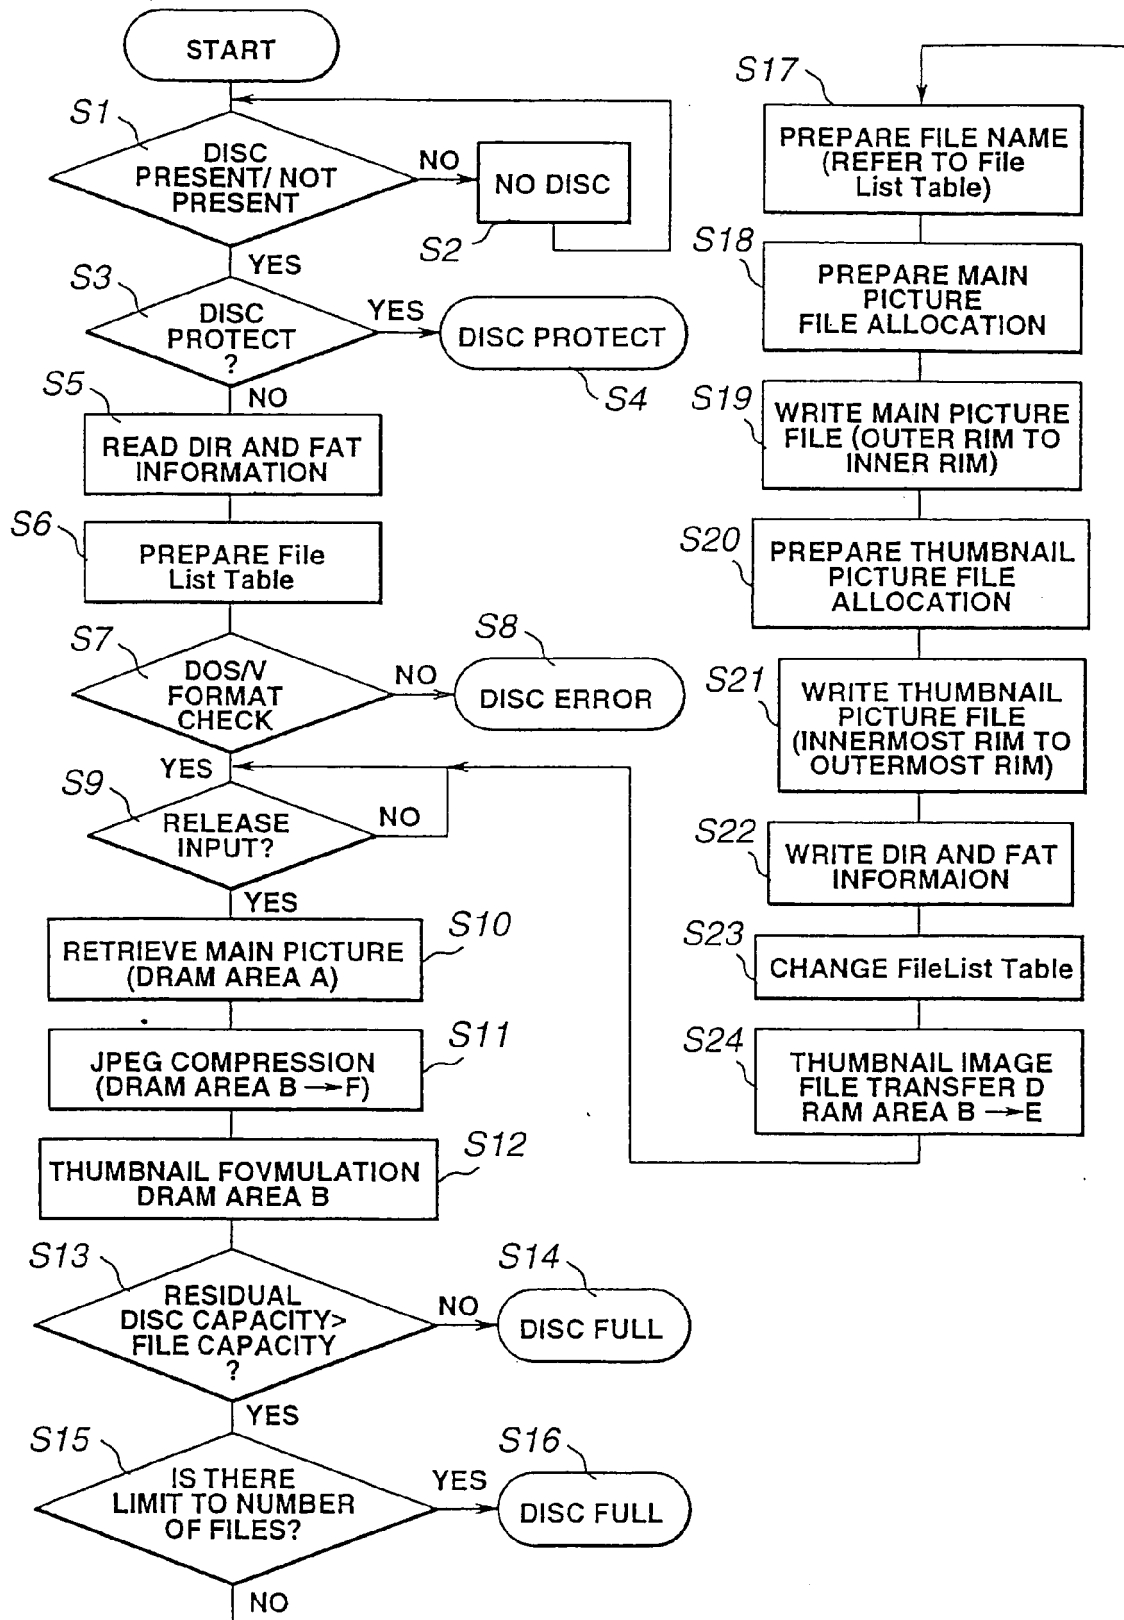 START
S1
DISC
PRESENT/ NOT
PRESENT
NO
NO DISC
S2
YES
S3
DISC
PROTECT
?
YES
DISC PROTECT
S4
NO
S5
READ DIR AND FAT
INFORMATION
S6
PREPARE File
List Table
S7
DOS/V
FORMAT
CHECK
NO
S8
DISC ERROR
YES
S9
RELEASE
INPUT?
NO
YES
S10
RETRIEVE MAIN PICTURE
(DRAM AREA A)
S11
JPEG COMPRESSION
(DRAM AREA B → F)
S12
THUMBNAIL FOVMULATION
DRAM AREA B
S13
RESIDUAL
DISC CAPACITY>
FILE CAPACITY
?
NO
S14
DISC FULL
YES
S15
IS THERE
LIMIT TO NUMBER
OF FILES?
YES
S16
DISC FULL
NO
S17
PREPARE FILE NAME
(REFER TO File
List Table)
S18
PREPARE MAIN
PICTURE
FILE ALLOCATION
S19
WRITE MAIN PICTURE
FILE (OUTER RIM TO
INNER RIM)
S20
PREPARE THUMBNAIL
PICTURE FILE
ALLOCATION
S21
WRITE THUMBNAIL
PICTURE FILE
(INNERMOST RIM TO
OUTERMOST RIM)
S22
WRITE DIR AND FAT
INFORMAION
S23
CHANGE FileList Table
S24
THUMBNAIL IMAGE
FILE TRANSFER D
RAM AREA B → E